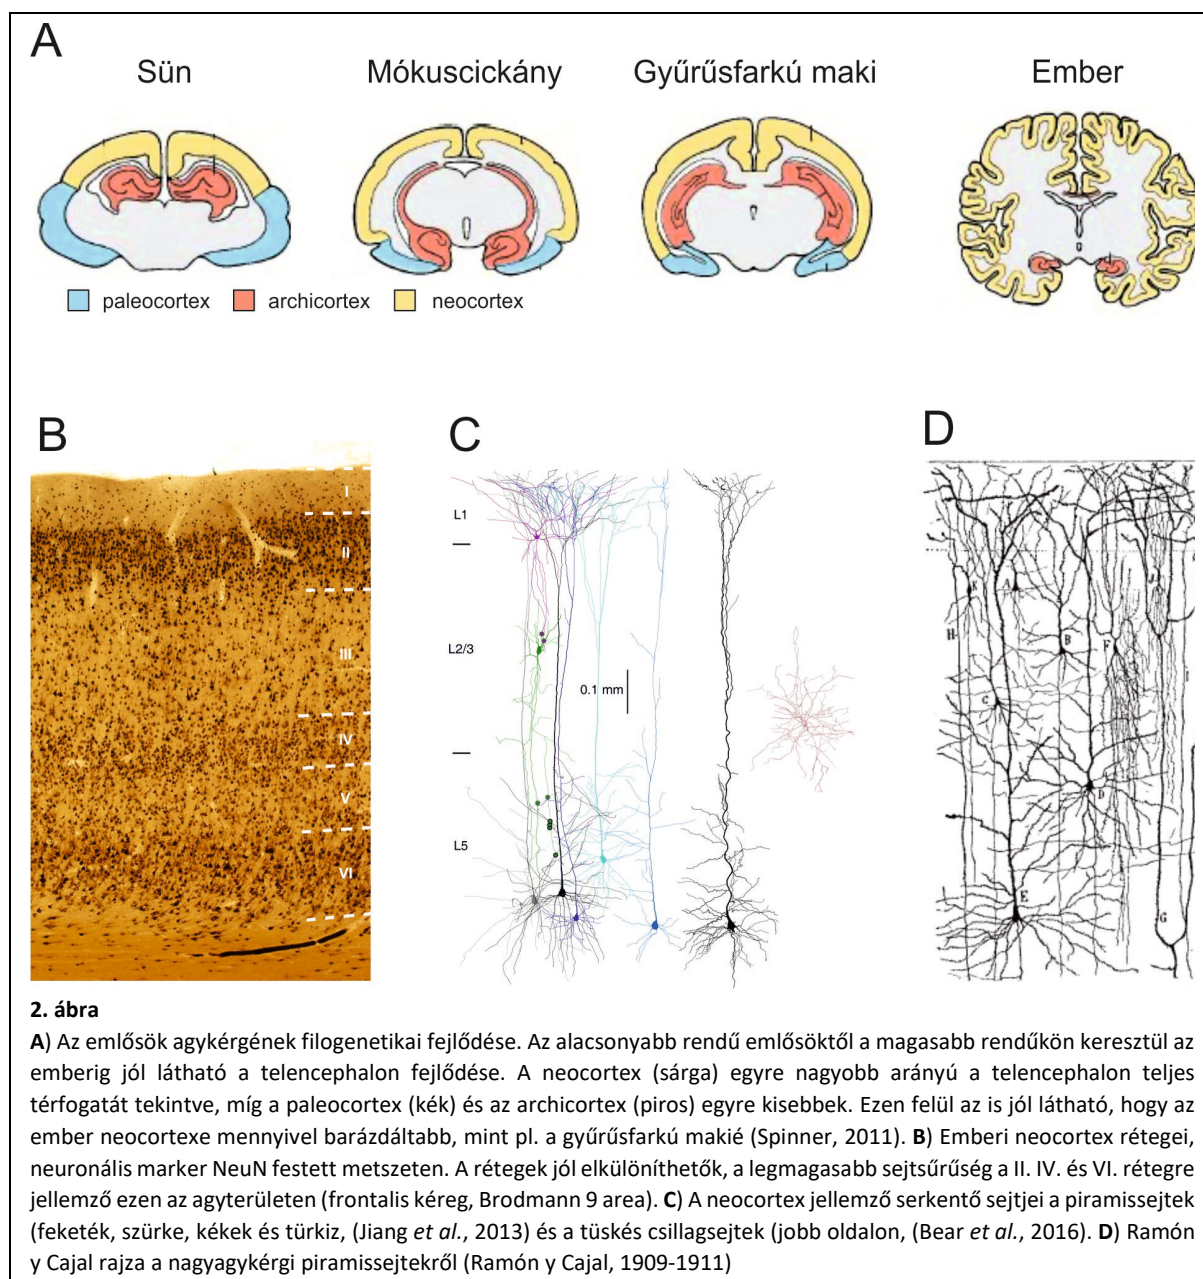 A
Sün
Mókuscickány
Gyűrűsfarkú maki
Ember
paleocortex
archicortex
neocortex
B
I
II
III
IV
V
VI
C
L1
L2/3
0.1 mm
L5
D
A
B
C
D
E
F
G
H
I
J
K
2. ábra
A) Az emlősök agykérgének filogenetikai fejlődése. Az alacsonyabb rendű emlősöktől a magasabb rendűkön keresztül az
emberig jól látható a telencephalon fejlődése. A neocortex (sárga) egyre nagyobb arányú a telencephalon teljes
térfogatát tekintve, míg a paleocortex (kék) és az archicortex (piros) egyre kisebbek. Ezen felül az is jól látható, hogy az
ember neocortexe mennyivel barázdáltabb, mint pl. a gyűrűsfarkú makié (Spinner, 2011). B) Emberi neocortex rétegei,
neuronális marker NeuN festett metszeten. A rétegek jól elkülöníthetők, a legmagasabb sejtsűrűség a II. IV. és VI. rétegre
jellemző ezen az agyterületen (frontalis kéreg, Brodmann 9 area). C) A neocortex jellemző serkentő sejtjei a piramissejtek
(feketék, szürke, kékek és türkiz, (Jiang et al., 2013) és a tüskés csillagsejtek (jobb oldalon, (Bear et al., 2016). D) Ramón
y Cajal rajza a nagyagykérgi piramissejtekről (Ramón y Cajal, 1909-1911)